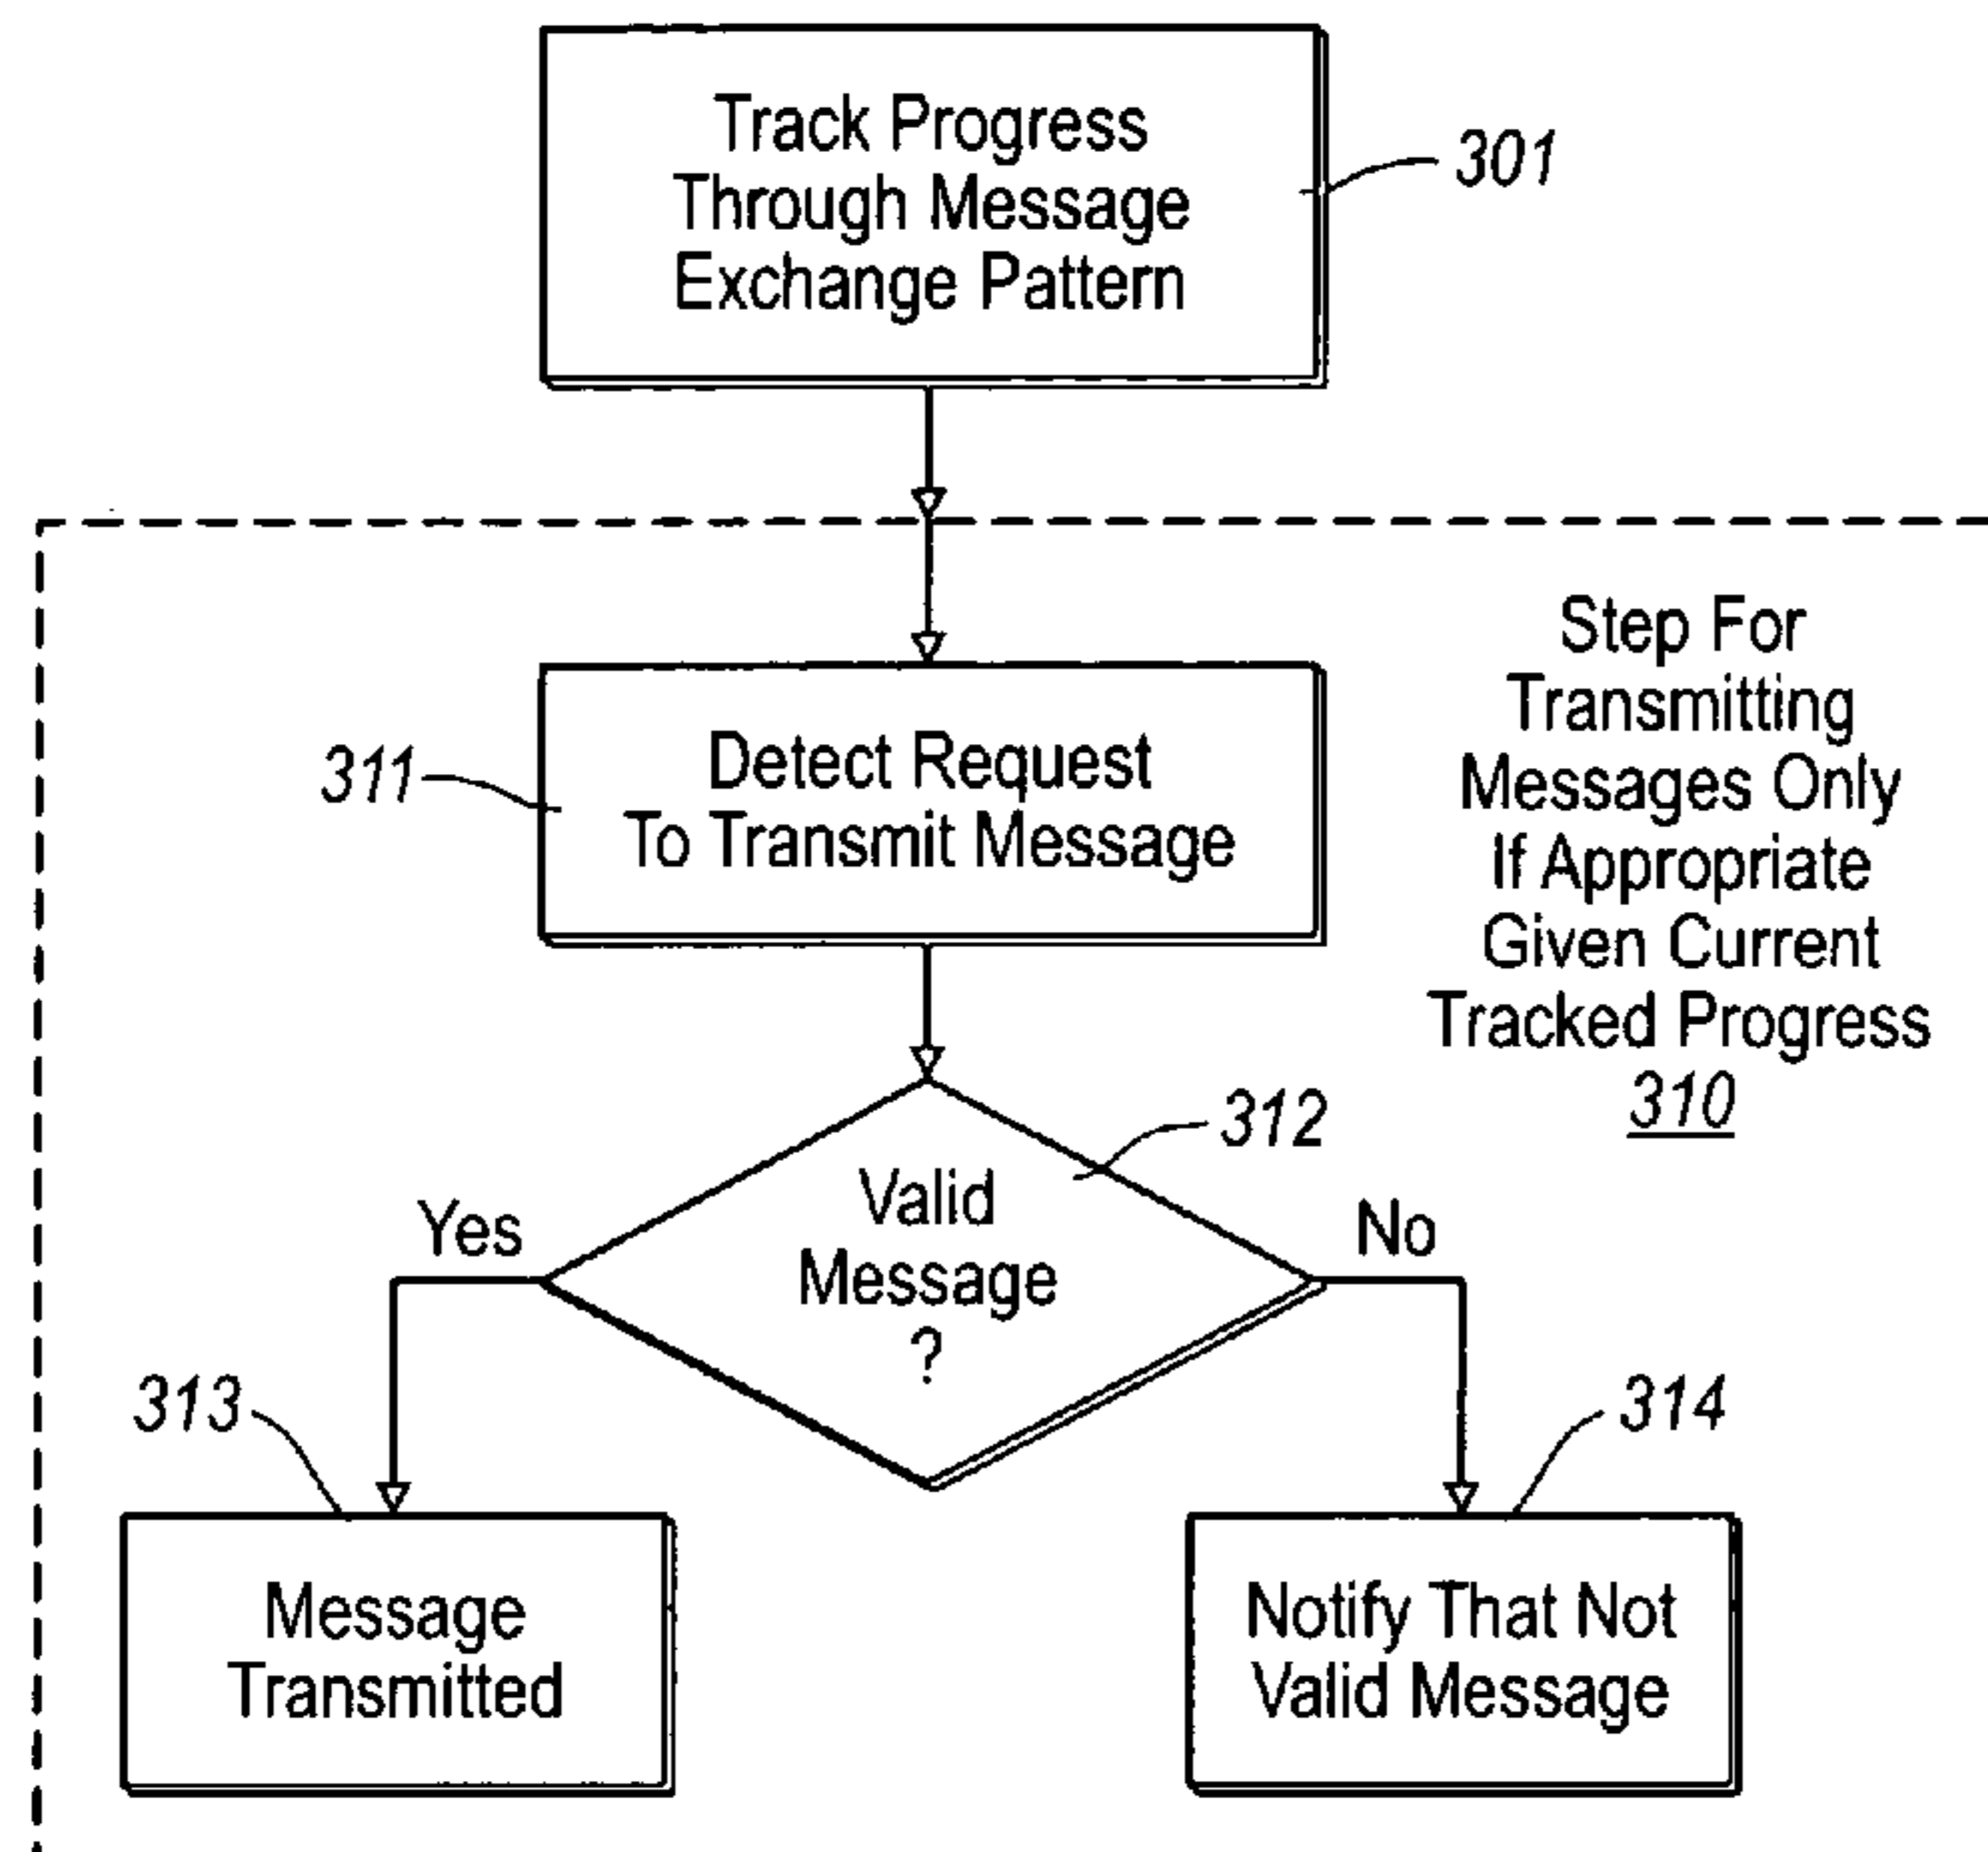 Track Progress
Through Message
Exchange Pattern
301
Step For
Transmitting
Messages Only
If Appropriate
Given Current
Tracked Progress
310
311
Detect Request
To Transmit Message
312
Valid
Message
?
Yes
No
313
314
Message
Transmitted
Notify That Not
Valid Message